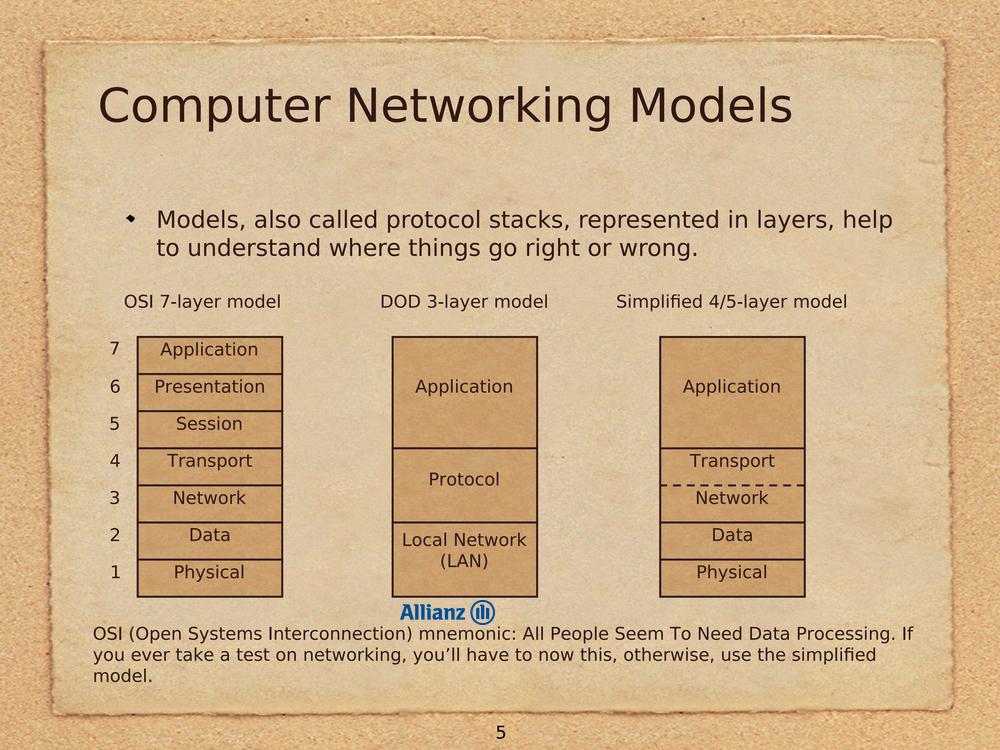 Computer Networking Models
Models, also called protocol stacks, represented in layers, help
to understand where things go right or wrong.
OSI 7-layer model
DOD 3-layer model
Simplified 4/5-layer model
7 Application
6 Presentation
5 Session
4 Transport
3 Network
2 Data
1 Physical
Application
Protocol
Local Network
(LAN)
Application
Transport
Network
Data
Physical
Allianz
OSI (Open Systems Interconnection) mnemonic: All People Seem To Need Data Processing. If
you ever take a test on networking, you’ll have to now this, otherwise, use the simplified
model.
5